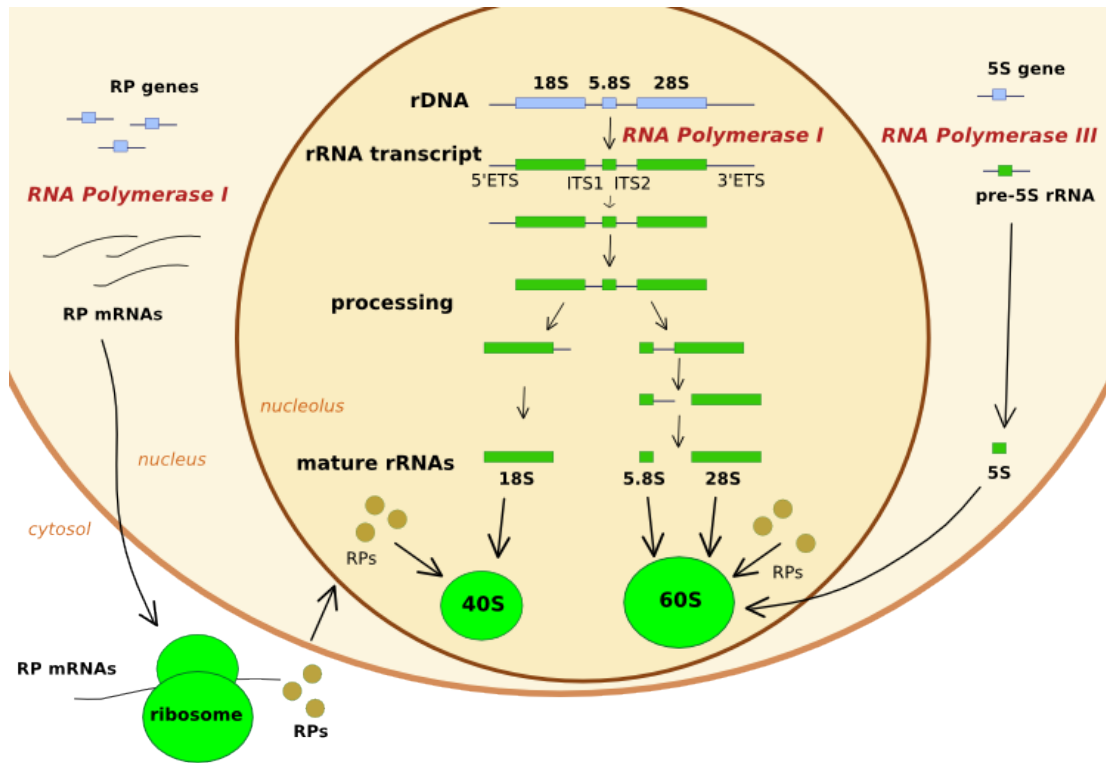 RP genes
RNA Polymerase I
RP mRNAs
nucleus
cytosol
RP mRNAs
ribosome
RPs
18S 5.8S 28S
rDNA
RNA Polymerase I
rRNA transcript
5'ETS ITS1 ITS2 3'ETS
processing
nucleolus
mature rRNAs
18S 5.8S 28S
RPs
RPs
40S
60S
5S gene
RNA Polymerase III
pre-5S rRNA
5S